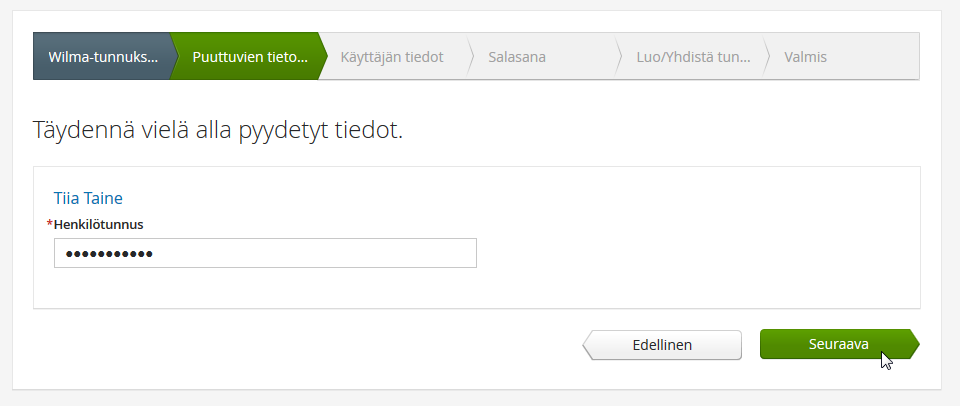 Wilma-tunnuks...
Puuttuvien tieto...
Käyttäjän tiedot
Salasana
Luo/Yhdistä tun...
Valmis
Täydennä vielä alla pyydetyt tiedot.
Tiia Taine
*Henkilötunnus
●●●●●●●●●●●
Edellinen
Seuraava